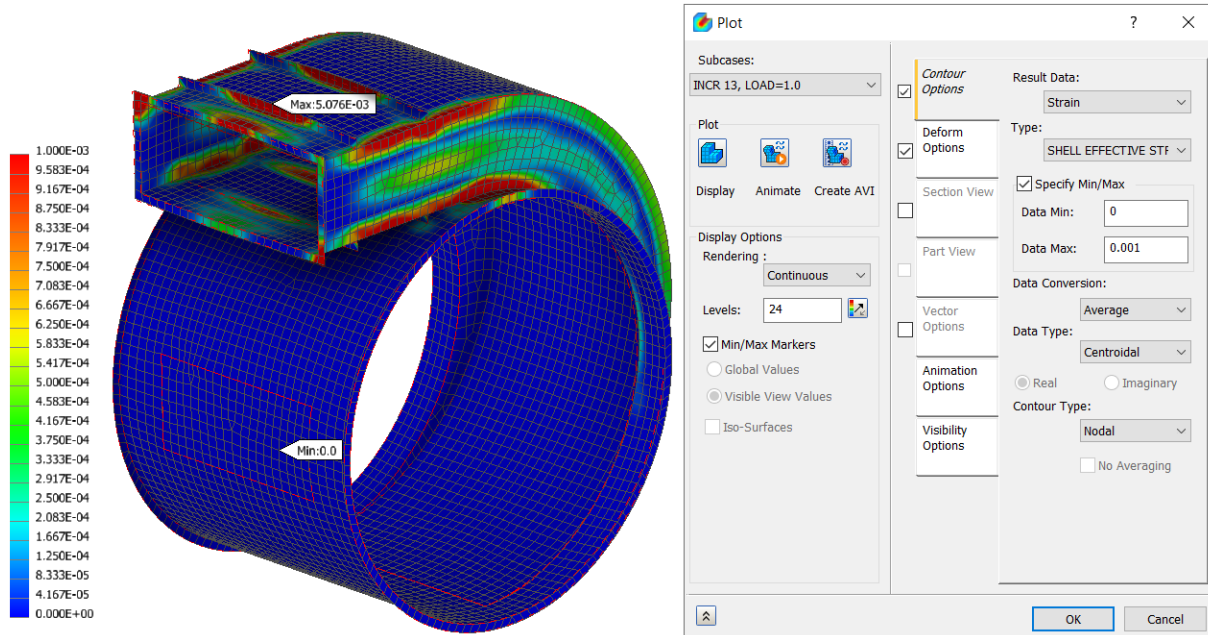 Max:5.076E-03
Min:0.0
1.000E-03
9.583E-04
9.167E-04
8.750E-04
8.333E-04
7.917E-04
7.500E-04
7.083E-04
6.667E-04
6.250E-04
5.833E-04
5.417E-04
5.000E-04
4.583E-04
4.167E-04
3.750E-04
3.333E-04
2.917E-04
2.500E-04
2.083E-04
1.667E-04
1.250E-04
8.333E-05
4.167E-05
0.000E+00
Plot
?
Subcases:
INCR 13, LOAD=1.0
Plot
Display Animate Create AVI
Display Options
Rendering :
Continuous
Levels: 24
Min/Max Markers
Global Values
Visible View Values
Iso-Surfaces
Contour
Options
Deform
Options
Section View
Part View
Vector
Options
Animation
Options
Visibility
Options
Result Data:
Strain
Type:
SHELL EFFECTIVE STF
Specify Min/Max
Data Min: 0
Data Max: 0.001
Data Conversion:
Average
Data Type:
Centroidal
Real Imaginary
Contour Type:
Nodal
No Averaging
OK Cancel